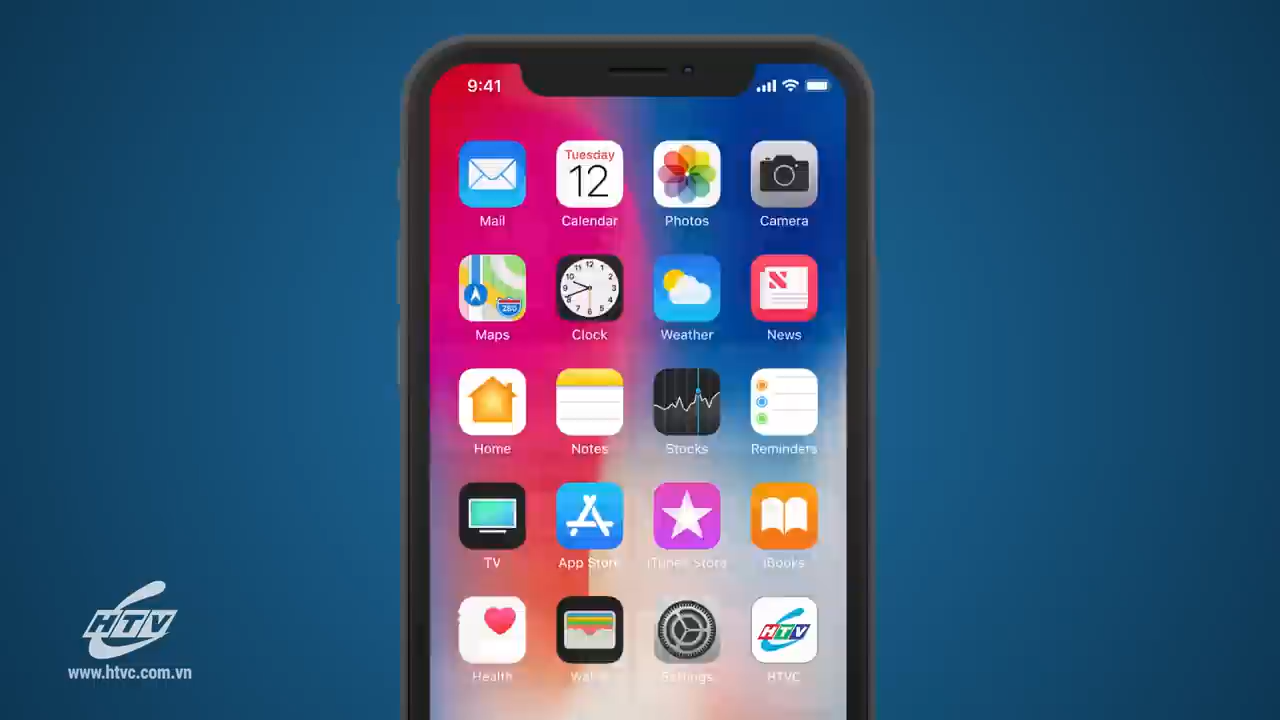 9:41
Tuesday
12
Mail
Calendar
Photos
Camera
280
Maps
Clock
Weather
News
Home
Notes
Stocks
Reminders
TV
App Store
iTunes Store
iBooks
HTV
Health
Wallet
Settings
HTVC
HTV
www.htvc.com.vn